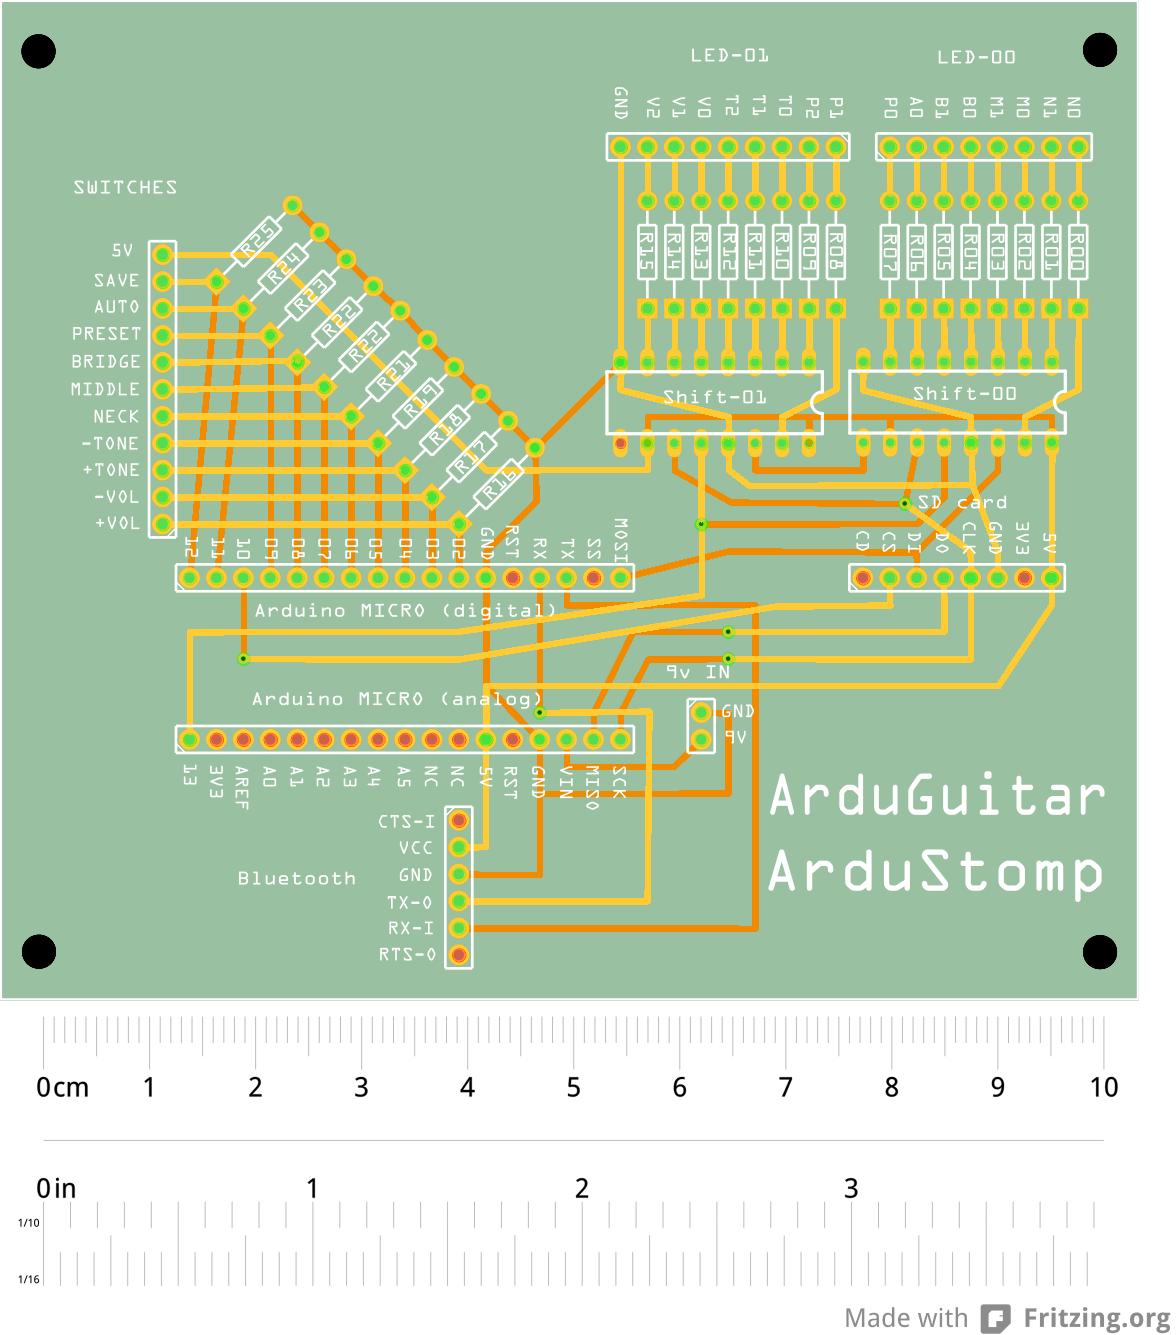 LED-01
LED-00
GND V2 V1 V0 T2 T1 T0 P2 P1
P0 A0 B1 B0 M1 M0 N1 N0
SWITCHES
5V
SAVE
AUTO
PRESET
BRIDGE
MIDDLE
NECK
-TONE
+TONE
-VOL
+VOL
R25
R24
R23
R22
R22
R21
R19
R18
R17
R16
R15 R14 R13 R12 R11 R10 R09 R08
R07 R06 R05 R04 R03 R02 R01 R00
Shift-01
Shift-00
SD card
12 11 10 09 08 07 06 05 04 03 02 GND RST RX TX SS MOSI
CD CS DI DO CLK GND 3V3 5V
Arduino MICRO (digital)
9v IN
Arduino MICRO (analog)
GND
9V
13 3V3 AREF A0 A1 A2 A3 A4 A5 NC NC 5V RST GND VIN MISO SCK
ArduGuitar
ArduStomp
Bluetooth
CTS-I
VCC
GND
TX-O
RX-I
RTS-O
0cm 1 2 3 4 5 6 7 8 9 10
0in 1 2 3
1/10
1/16
Made with Fritzing.org